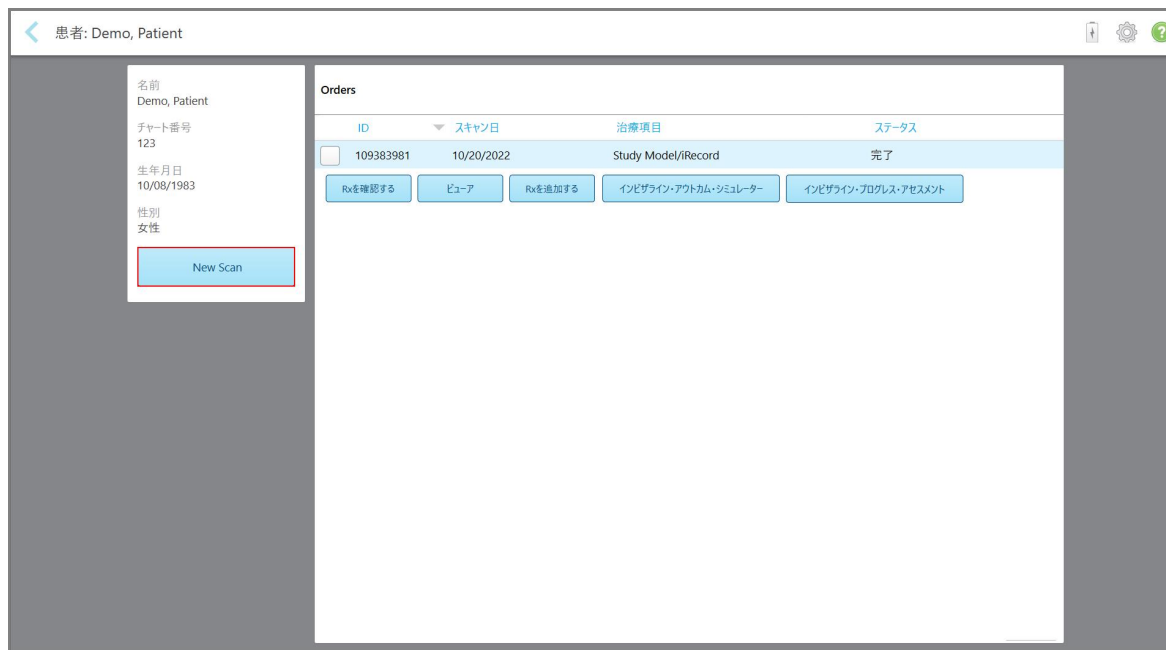 患者: Demo, Patient
名前
Demo, Patient
チャート番号
123
生年月日
10/08/1983
性別
女性
New Scan
Orders
ID スキャン日 治療項目 ステータス
109383981 10/20/2022 Study Model/iRecord 完了
Rxを確認する ビューア Rxを追加する インビザライン・アウトカム・シミュレーター インビザライン・プログレス・アセスメント